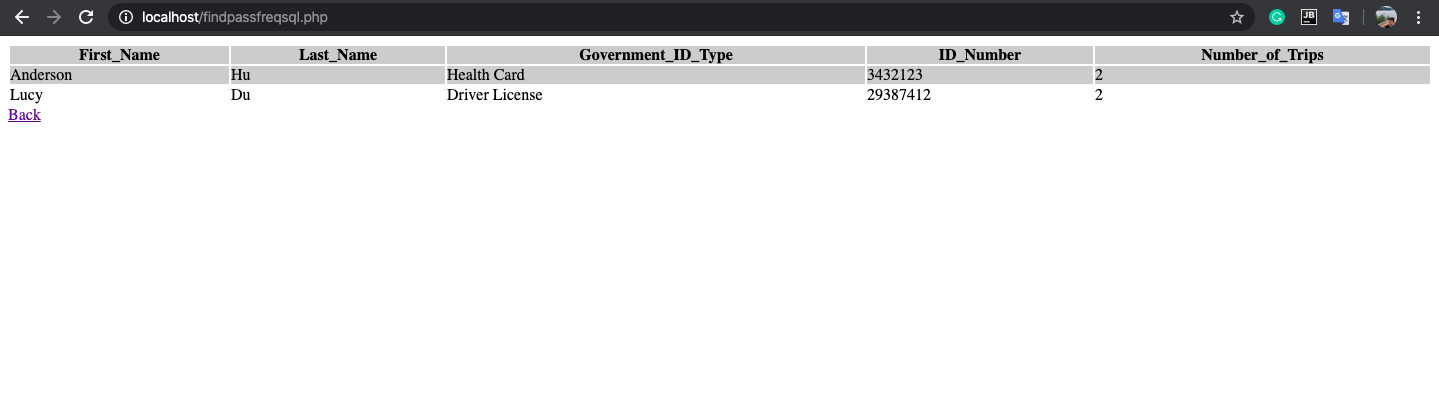 localhost/findpassfreqsql.php
JB
G
First_Name Last_Name Government_ID_Type ID_Number Number_of_Trips
Anderson Hu Health Card 3432123 2
Lucy Du Driver License 29387412 2
Back